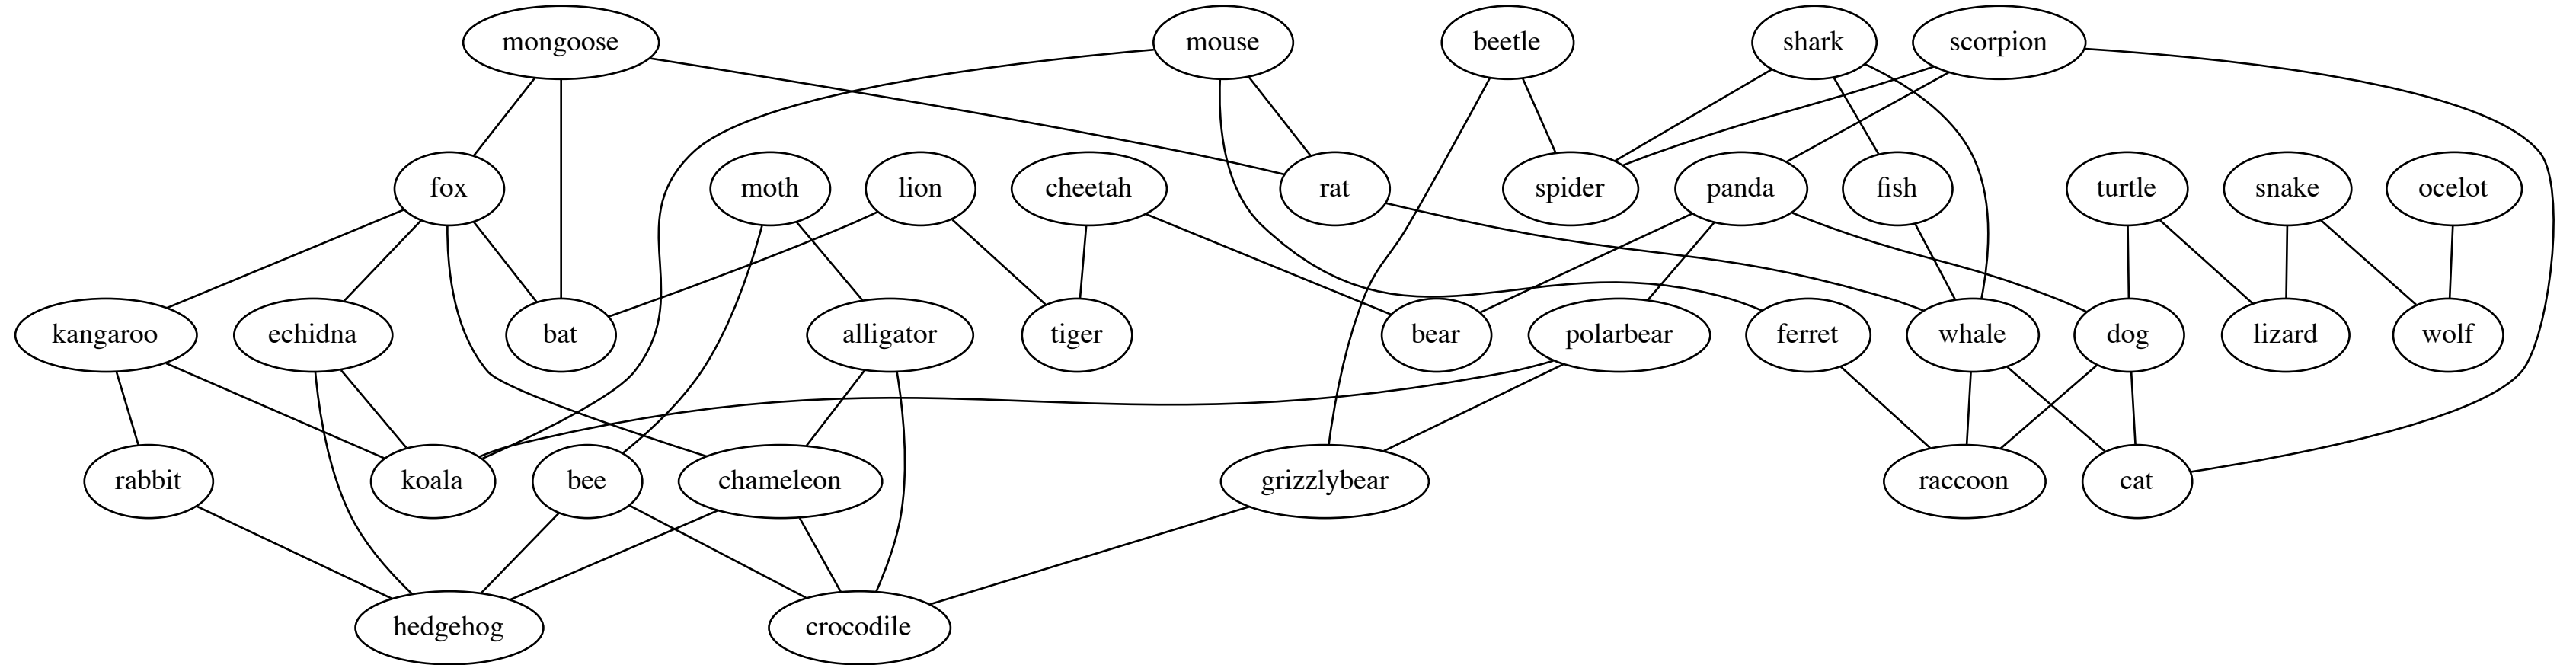 mongoose
mouse
beetle
shark
scorpion
fox
moth
lion
cheetah
rat
spider
panda
fish
turtle
snake
ocelot
kangaroo
echidna
bat
alligator
tiger
bear
polarbear
ferret
whale
dog
lizard
wolf
rabbit
koala
bee
chameleon
grizzlybear
raccoon
cat
hedgehog
crocodile